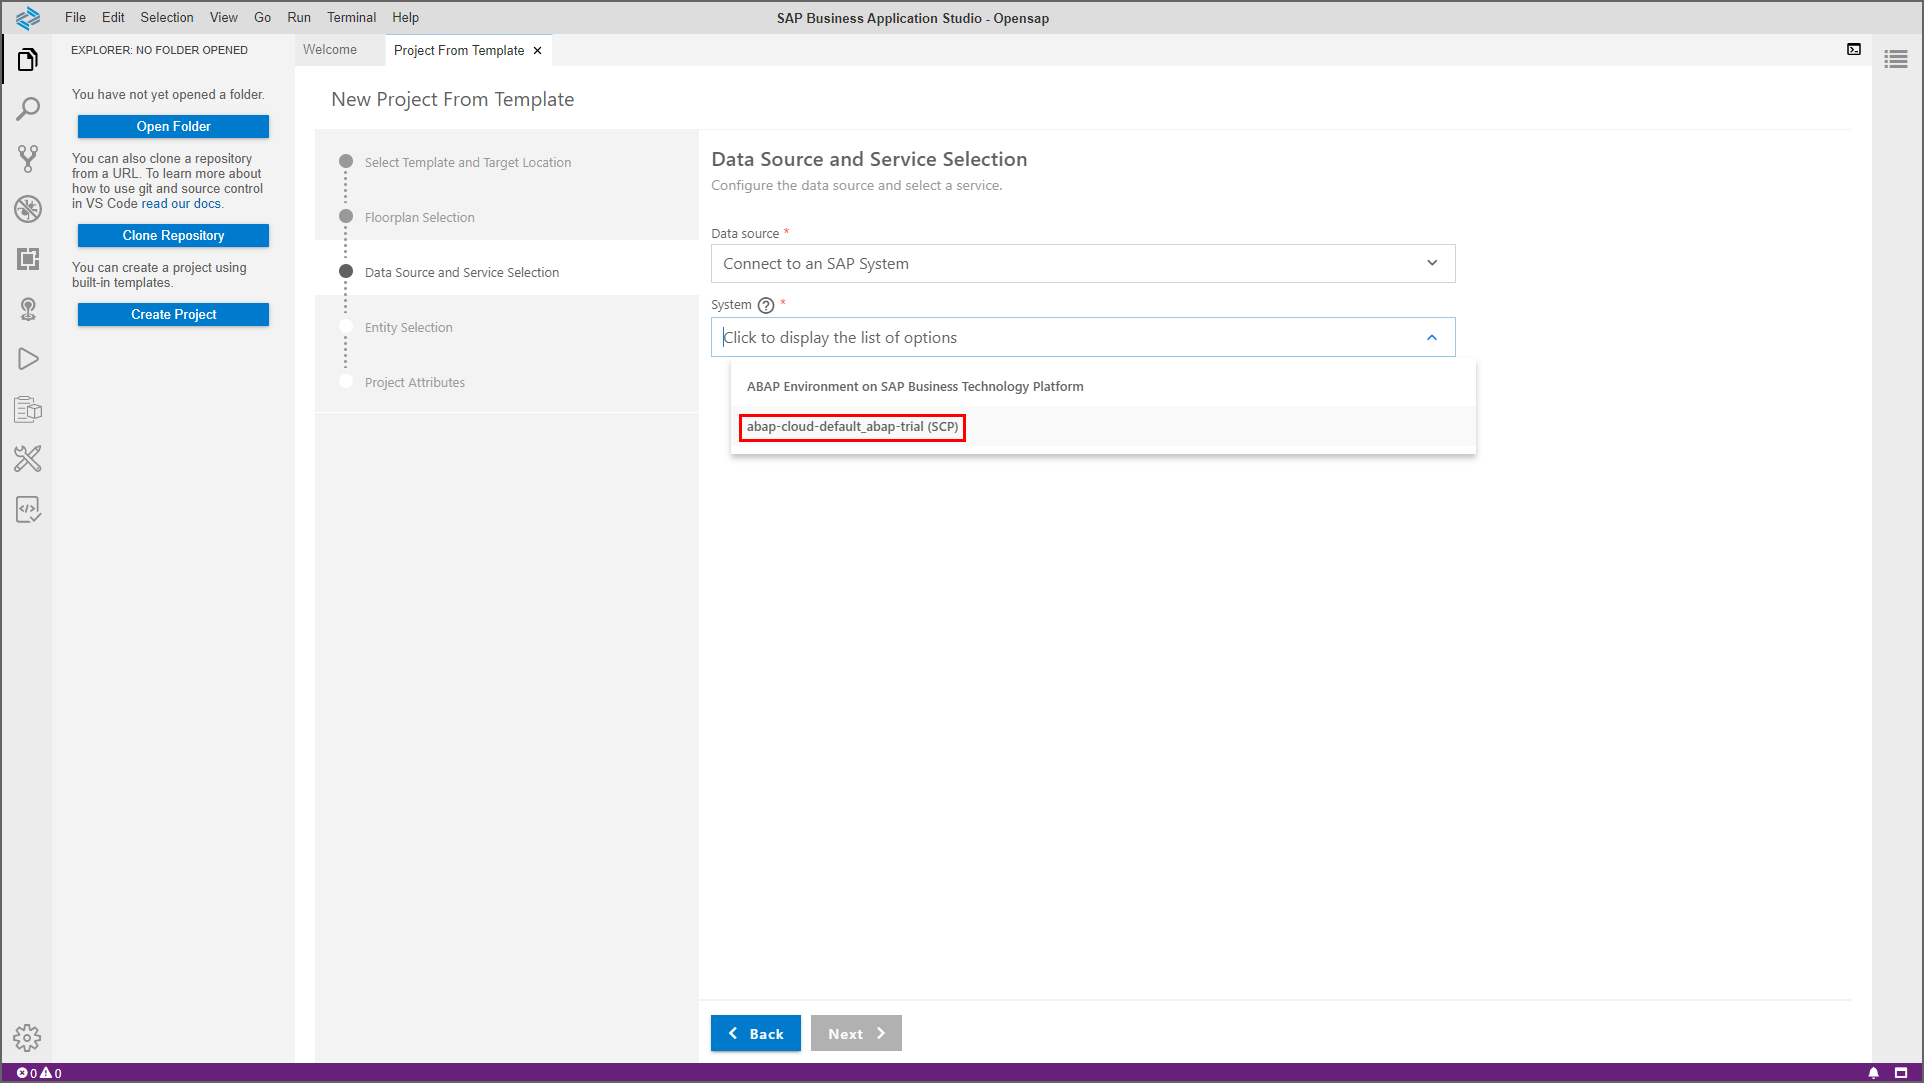 File Edit Selection View Go Run Terminal Help
SAP Business Application Studio - Opensap
EXPLORER: NO FOLDER OPENED
You have not yet opened a folder.
Open Folder
You can also clone a repository
from a URL. To learn more about
how to use git and source control
in VS Code read our docs.
Clone Repository
You can create a project using
built-in templates.
Create Project
Welcome
Project From Template
New Project From Template
Select Template and Target Location
Floorplan Selection
Data Source and Service Selection
Entity Selection
Project Attributes
Data Source and Service Selection
Configure the data source and select a service.
Data source *
Connect to an SAP System
System ? *
Click to display the list of options
ABAP Environment on SAP Business Technology Platform
abap-cloud-default_abap-trial (SCP)
Back
Next
0 0